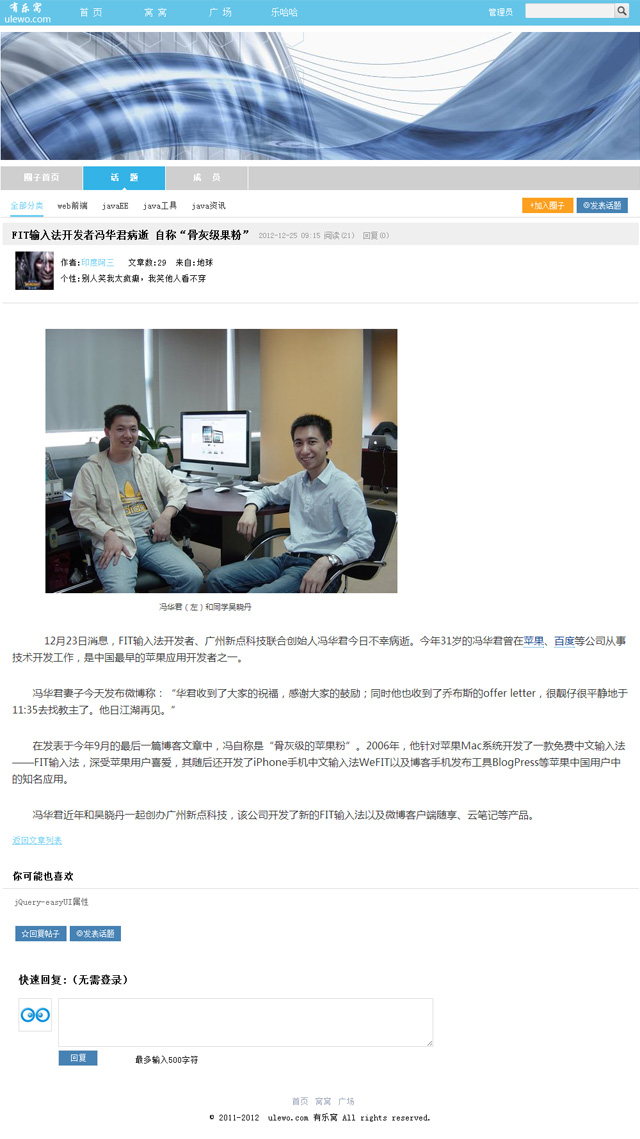 有乐窝
ulewo.com
首 页 窝 窝 广 场 乐哈哈 管理员
圈子首页 话 题 成 员
全部分类 web前端 javaEE java工具 java资讯 +加入圈子 @发表话题
FIT输入法开发者冯华君病逝 自称“骨灰级果粉” 2012-12-25 09:15 阅读(21) 回复(0)
作者:印度阿三 文章数:29 来自:地球
个性:别人笑我太疯癫，我笑他人看不穿
冯华君（左）和同学吴晓丹
12月23日消息，FIT输入法开发者、广州新点科技联合创始人冯华君今日不幸病逝。今年31岁的冯华君曾在苹果、百度等公司从事
技术开发工作，是中国最早的苹果应用开发者之一。
冯华君妻子今天发布微博称：“华君收到了大家的祝福，感谢大家的鼓励；同时他也收到了乔布斯的offer letter，很靓仔很平静地于
11:35去找教主了。他日江湖再见。”
在发表于今年9月的最后一篇博客文章中，冯自称是“骨灰级的苹果粉”。2006年，他针对苹果Mac系统开发了一款免费中文输入法
——FIT输入法，深受苹果用户喜爱，其随后还开发了iPhone手机中文输入法WeFIT以及博客手机发布工具BlogPress等苹果中国用户中
的知名应用。
冯华君近年和吴晓丹一起创办广州新点科技，该公司开发了新的FIT输入法以及微博客户端随享、云笔记等产品。
返回文章列表
你可能也喜欢
jQuery-easyUI属性
☆回复帖子 @发表话题
快速回复:（无需登录）
回复 最多输入500字符
首页 窝窝 广场
© 2011-2012 ulewo.com 有乐窝 All rights reserved.